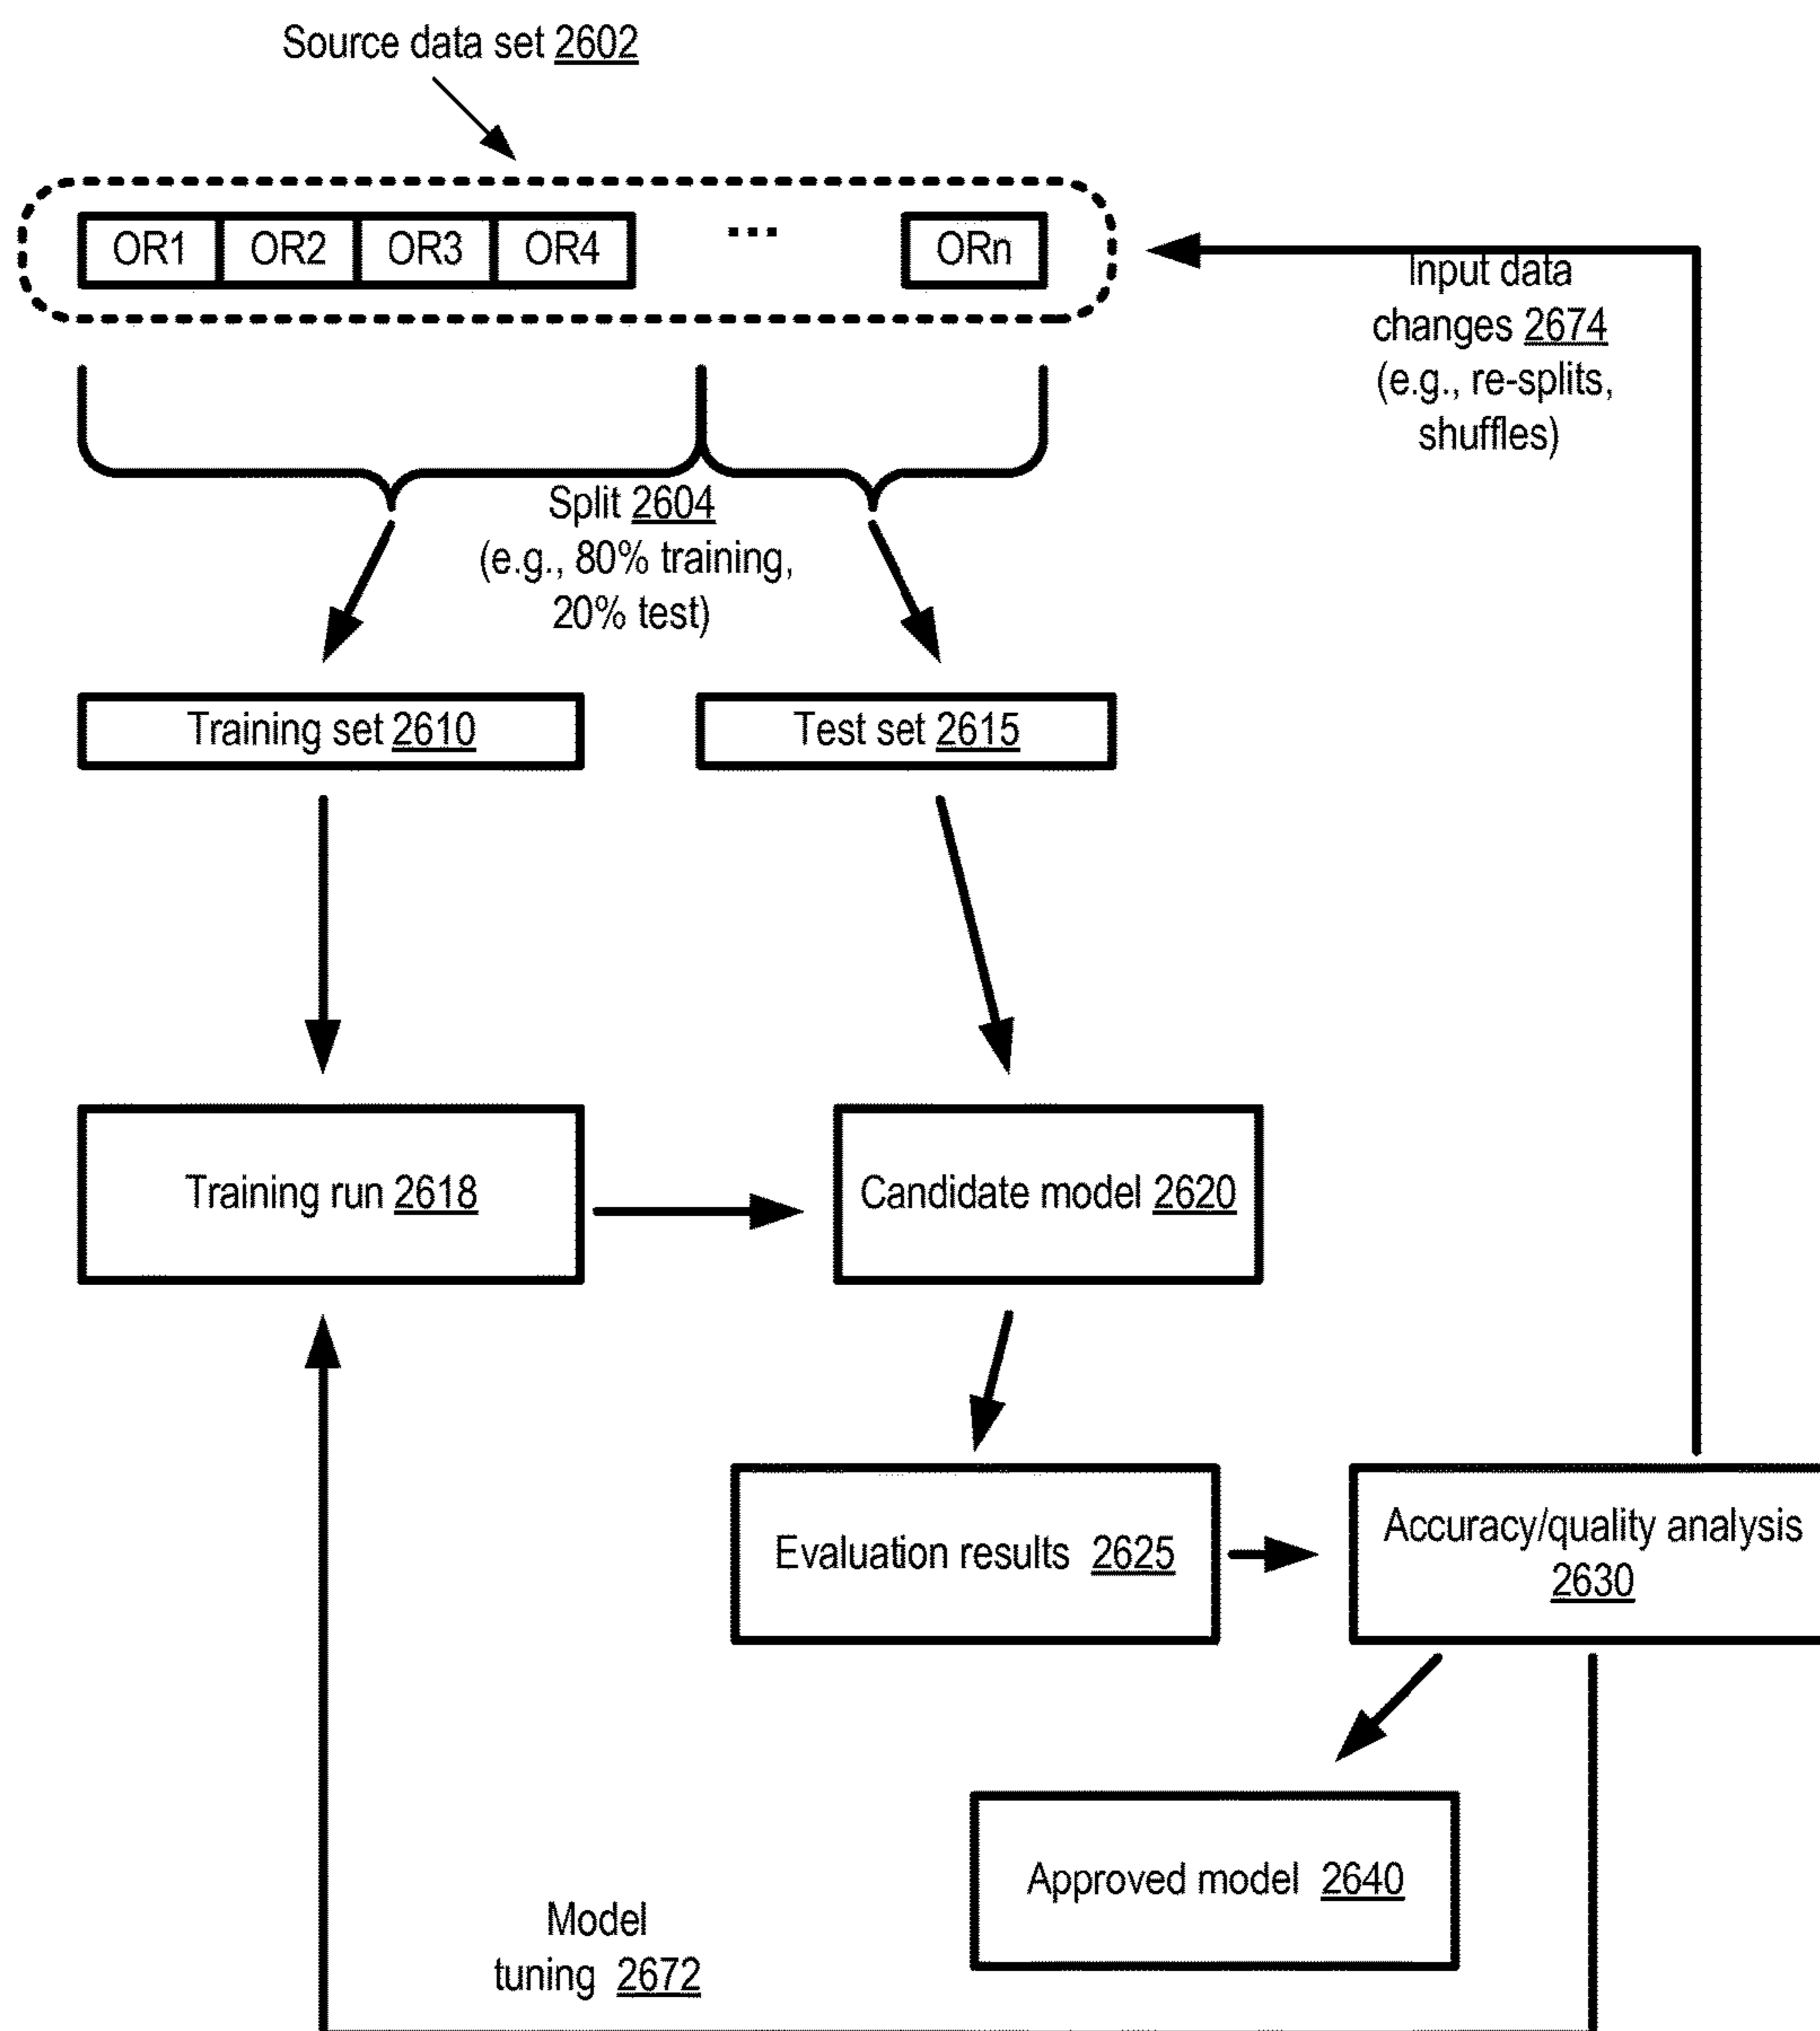 Source data set 2602
OR1 OR2 OR3 OR4 ... ORn
Input data
changes 2674
(e.g., re-splits,
shuffles)
Split 2604
(e.g., 80% training,
20% test)
Training set 2610
Test set 2615
Training run 2618
Candidate model 2620
Evaluation results 2625
Accuracy/quality analysis
2630
Approved model 2640
Model
tuning 2672